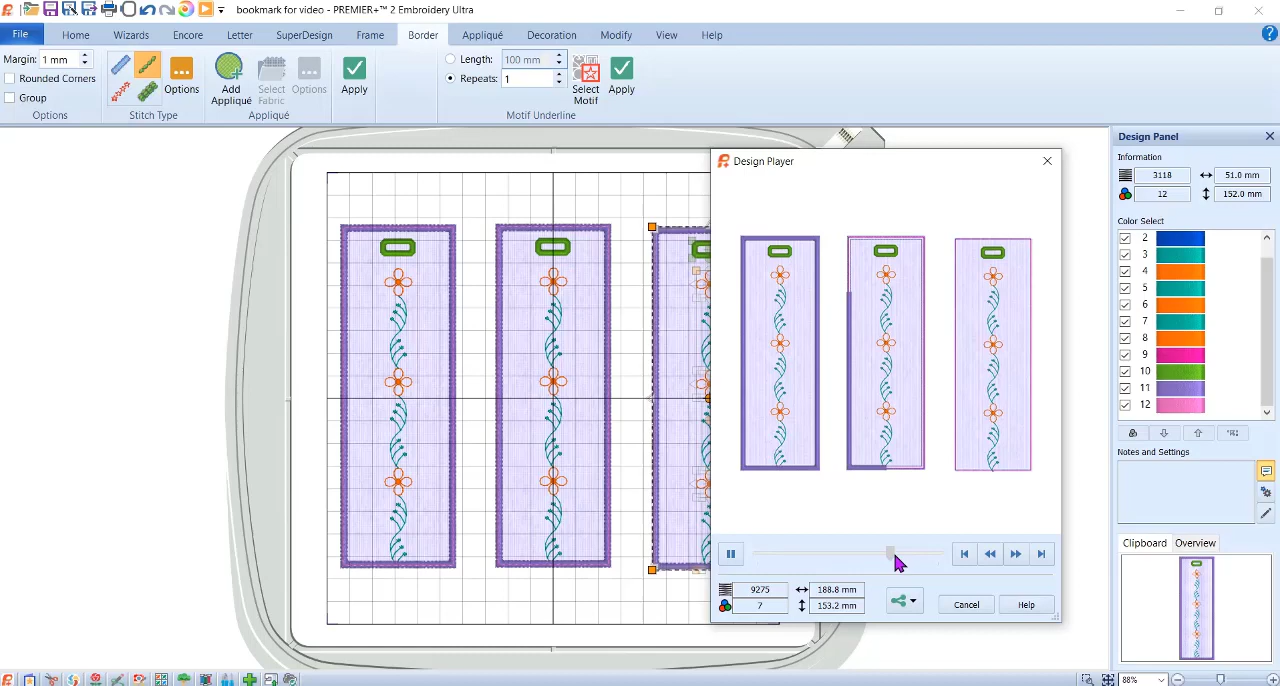 bookmark for video - PREMIER+™ 2 Embroidery Ultra
File Home Wizards Encore Letter SuperDesign Frame Border Appliqué Decoration Modify View Help
Margin: 1 mm
Rounded Corners
Group
Options
Options
Stitch Type
Add Appliqué
Select Fabric
Options
Appliqué
Apply
Length: 100 mm
Repeats: 1
Select Motif
Apply
Motif Underline
Design Player
9275
188.8 mm
7
153.2 mm
Cancel
Help
Design Panel
Information
3118
51.0 mm
12
152.0 mm
Color Select
2
3
4
5
6
7
8
9
10
11
12
Notes and Settings
Clipboard Overview
88%